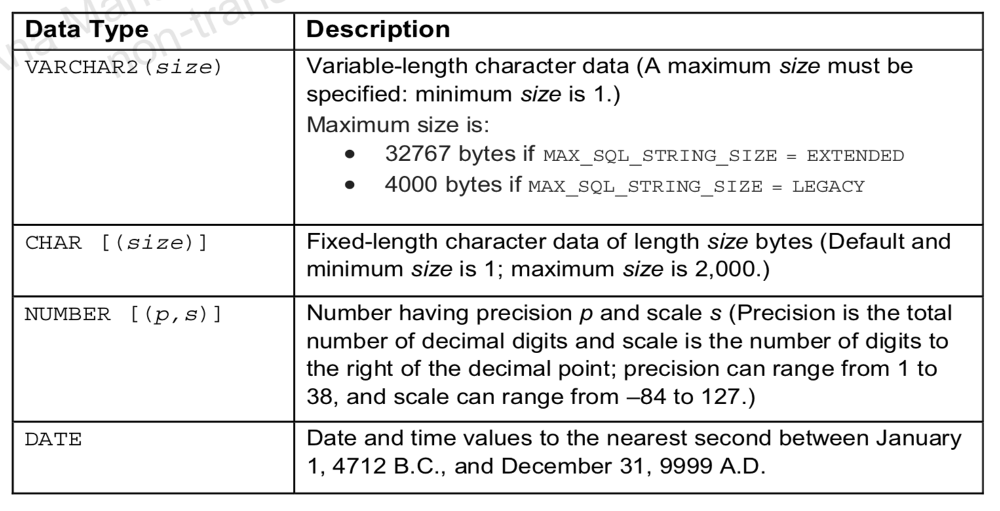 Data Type
Description
VARCHAR2(size)
Variable-length character data (A maximum size must be
specified: minimum size is 1.)
Maximum size is:
• 32767 bytes if MAX_SQL_STRING_SIZE = EXTENDED
• 4000 bytes if MAX_SQL_STRING_SIZE = LEGACY
CHAR [(size)]
Fixed-length character data of length size bytes (Default and
minimum size is 1; maximum size is 2,000.)
NUMBER [(p,s)]
Number having precision p and scale s (Precision is the total
number of decimal digits and scale is the number of digits to
the right of the decimal point; precision can range from 1 to
38, and scale can range from –84 to 127.)
DATE
Date and time values to the nearest second between January
1, 4712 B.C., and December 31, 9999 A.D.